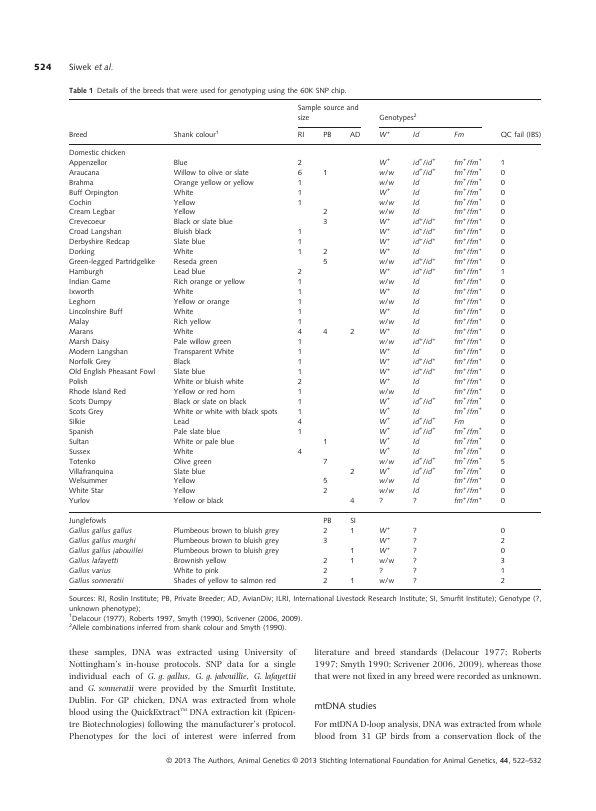 524 Siwek et al.
Table 1 Details of the breeds that were used for genotyping using the 60K SNP chip.
Sample source and size Genotypes2
Breed Shank colour1 RI PB AD W+ Id Fm QC fail (IBS)
Domestic chicken
Appenzellor Blue 2 W+ id+/id+ fm+/fm+ 1
Araucana Willow to olive or slate 6 1 w/w id+/id+ fm+/fm+ 0
Brahma Orange yellow or yellow 1 w/w Id fm+/fm+ 0
Buff Orpington White 1 W+ Id fm+/fm+ 0
Cochin Yellow 1 w/w Id fm+/fm+ 0
Cream Legbar Yellow 2 w/w Id fm+/fm+ 0
Crevecoeur Black or slate blue 3 W+ id+/id+ fm+/fm+ 0
Croad Langshan Bluish black 1 W+ id+/id+ fm+/fm+ 0
Derbyshire Redcap Slate blue 1 W+ id+/id+ fm+/fm+ 0
Dorking White 1 2 W+ Id fm+/fm+ 0
Green-legged Partridgelike Reseda green 5 w/w id+/id+ fm+/fm+ 0
Hamburgh Lead blue 2 W+ id+/id+ fm+/fm+ 1
Indian Game Rich orange or yellow 1 w/w Id fm+/fm+ 0
Ixworth White 1 W+ Id fm+/fm+ 0
Leghorn Yellow or orange 1 w/w Id fm+/fm+ 0
Lincolnshire Buff White 1 W+ Id fm+/fm+ 0
Malay Rich yellow 1 w/w Id fm+/fm+ 0
Marans White 4 4 2 W+ Id fm+/fm+ 0
Marsh Daisy Pale willow green 1 w/w id+/id+ fm+/fm+ 0
Modern Langshan Transparent White 1 W+ Id fm+/fm+ 0
Norfolk Grey Black 1 W+ id+/id+ fm+/fm+ 0
Old English Pheasant Fowl Slate blue 1 W+ id+/id+ fm+/fm+ 0
Polish White or bluish white 2 W+ Id fm+/fm+ 0
Rhode Island Red Yellow or red horn 1 w/w Id fm+/fm+ 0
Scots Dumpy Black or slate on black 1 W+ id+/id+ fm+/fm+ 0
Scots Grey White or white with black spots 1 W+ Id fm+/fm+ 0
Silkie Lead 4 W+ id+/id+ Fm 0
Spanish Pale slate blue 1 W+ id+/id+ fm+/fm+ 0
Sultan White or pale blue 1 W+ Id fm+/fm+ 0
Sussex White 4 W+ Id fm+/fm+ 0
Totenko Olive green 7 w/w id+/id+ fm+/fm+ 5
Villafranquina Slate blue 2 W+ id+/id+ fm+/fm+ 0
Welsummer Yellow 5 w/w Id fm+/fm+ 0
White Star Yellow 2 w/w Id fm+/fm+ 0
Yurlov Yellow or black 4 ? ? fm+/fm+ 0
Junglefowls PB SI
Gallus gallus gallus Plumbeous brown to bluish grey 2 1 W+ ? 0
Gallus gallus murghi Plumbeous brown to bluish grey 3 W+ ? 2
Gallus gallus jabouillei Plumbeous brown to bluish grey 1 W+ ? 0
Gallus lafayetti Brownish yellow 2 1 w/w ? 3
Gallus varius White to pink 2 ? ? 1
Gallus sonneratii Shades of yellow to salmon red 2 1 w/w ? 2
Sources: RI, Roslin Institute; PB, Private Breeder; AD, AvianDiv; ILRI, International Livestock Research Institute; SI, Smurfit Institute); Genotype (?,
unknown phenotype);
1Delacour (1977), Roberts 1997, Smyth (1990), Scrivener (2006, 2009).
2Allele combinations inferred from shank colour and Smyth (1990).
these samples, DNA was extracted using University of
Nottingham's in-house protocols. SNP data for a single
individual each of G. g. gallus, G. g. jabouillie, G. lafayettii
and G. sonneratii were provided by the Smurfit Institute,
Dublin. For GP chicken, DNA was extracted from whole
blood using the QuickExtract™ DNA extraction kit (Epicen-
tre Biotechnologies) following the manufacturer's protocol.
Phenotypes for the loci of interest were inferred from
literature and breed standards (Delacour 1977; Roberts
1997; Smyth 1990; Scrivener 2006, 2009), whereas those
that were not fixed in any breed were recorded as unknown.
mtDNA studies
For mtDNA D-loop analysis, DNA was extracted from whole
blood from 31 GP birds from a conservation flock of the
© 2013 The Authors, Animal Genetics © 2013 Stichting International Foundation for Animal Genetics, 44, 522–532